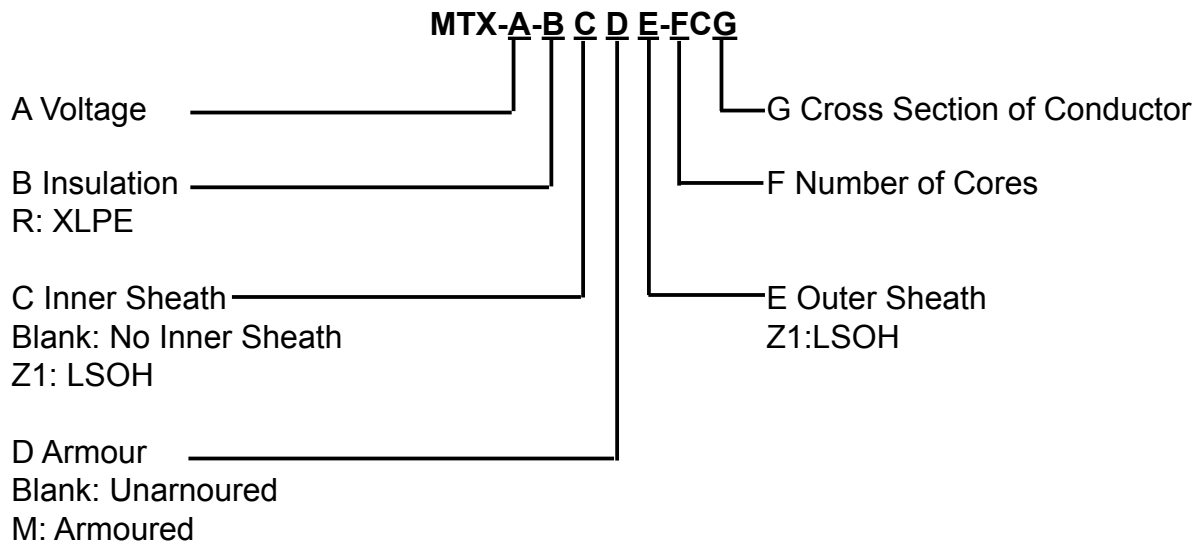 MTX-A-B C D E-FCG
A Voltage
G Cross Section of Conductor
B Insulation
R: XLPE
F Number of Cores
C Inner Sheath
Blank: No Inner Sheath
Z1: LSOH
E Outer Sheath
Z1:LSOH
D Armour
Blank: Unarnoured
M: Armoured